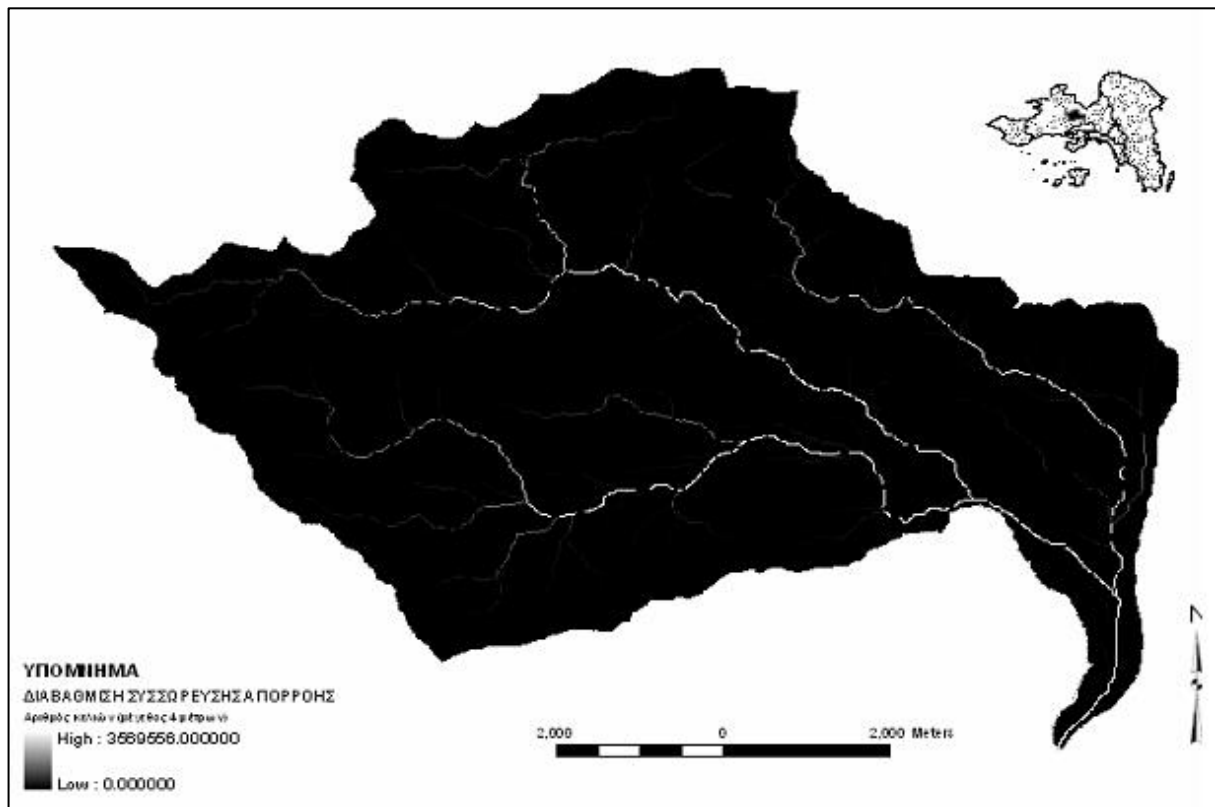 ΥΠΟΜΝΗΜΑ
ΔΙΑΒΑΘΜΙΣΗ ΣΥΣΣΩΡΕΥΣΗΣ ΑΠΟΡΡΟΗΣ
Αριθμός κελιών (μέγεθος 4 μέτρων)
High : 3569556.000000
Low : 0.000000
2,000 0 2,000 Meters
N